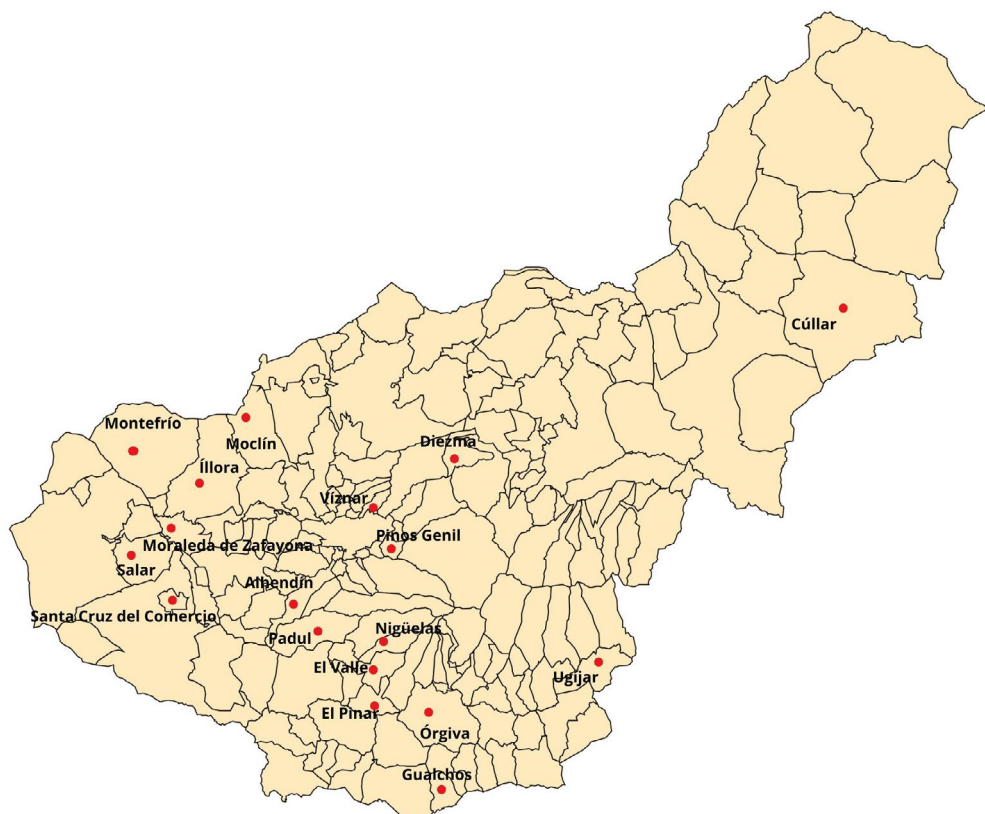 Cúllar
Montefrío
Moclín
Diezma
Íllora
Víznar
Pinos Genil
Moraleda de Zafayona
Salar
Alhendín
Santa Cruz del Comercio
Padul
Nigüelas
El Valle
Ugíjar
El Pinar
Órgiva
Gualchos